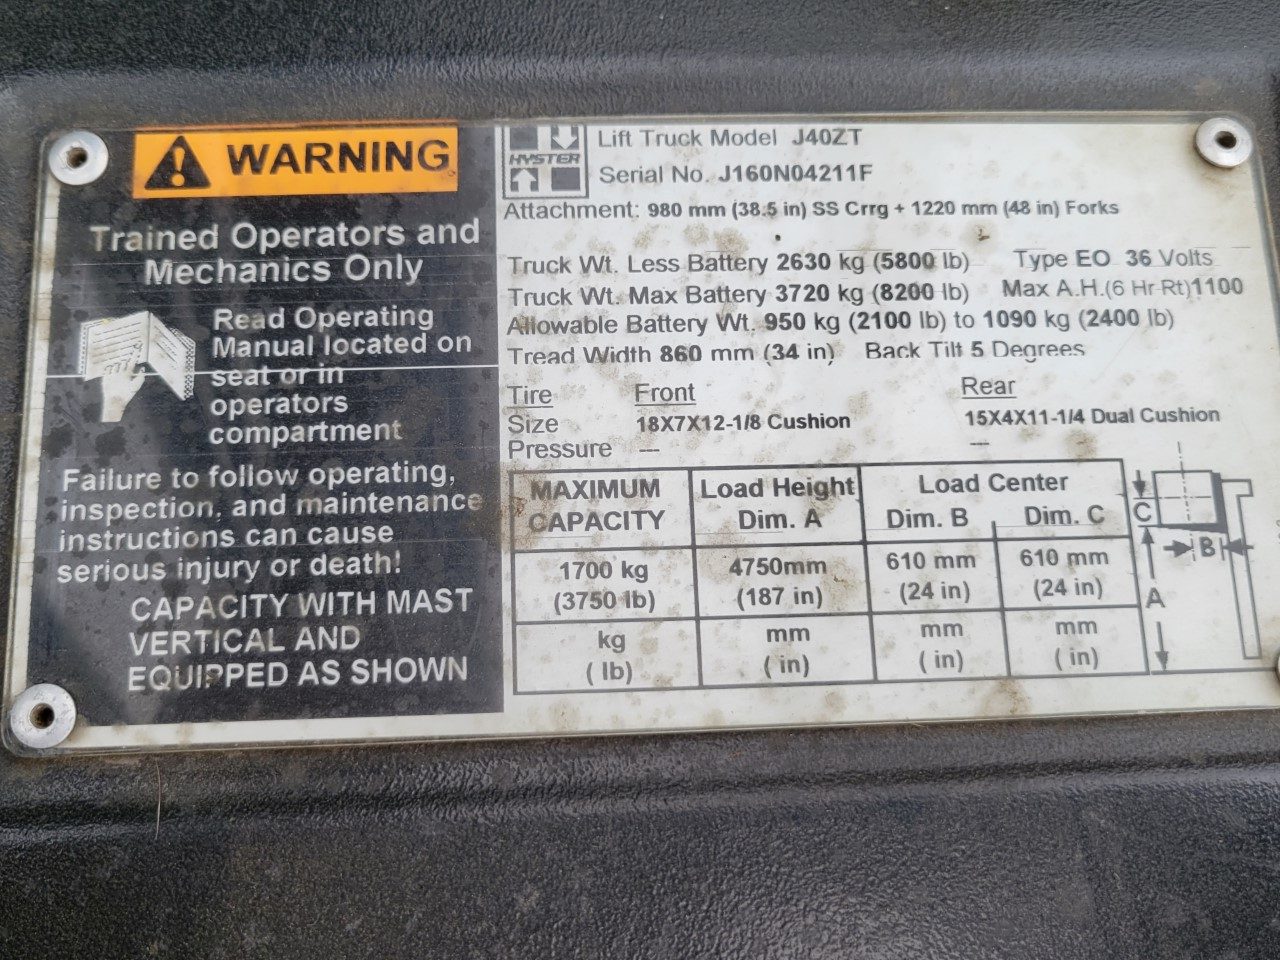 WARNING
Trained Operators and
Mechanics Only
Read Operating
Manual located on
seat or in
operators
compartment
Failure to follow operating,
inspection, and maintenance
instructions can cause
serious injury or death!
CAPACITY WITH MAST
VERTICAL AND
EQUIPPED AS SHOWN
HYSTER
Lift Truck Model J40ZT
Serial No. J160N04211F
Attachment: 980 mm (38.5 in) SS Crrg + 1220 mm (48 in) Forks
Truck Wt. Less Battery 2630 kg (5800 lb) Type EO 36 Volts
Truck Wt. Max Battery 3720 kg (8200 lb) Max A.H.(6 Hr Rt)1100
Allowable Battery Wt. 950 kg (2100 lb) to 1090 kg (2400 lb)
Tread Width 860 mm (34 in) Back Tilt 5 Degrees
Tire Front Rear
Size 18X7X12-1/8 Cushion 15X4X11-1/4 Dual Cushion
Pressure --- ---
MAXIMUM CAPACITY Load Height Dim. A Load Center Dim. B Dim. C
1700 kg 4750mm 610 mm 610 mm
(3750 lb) (187 in) (24 in) (24 in)
kg mm mm mm
( lb) ( in) ( in) ( in)
C
B
A